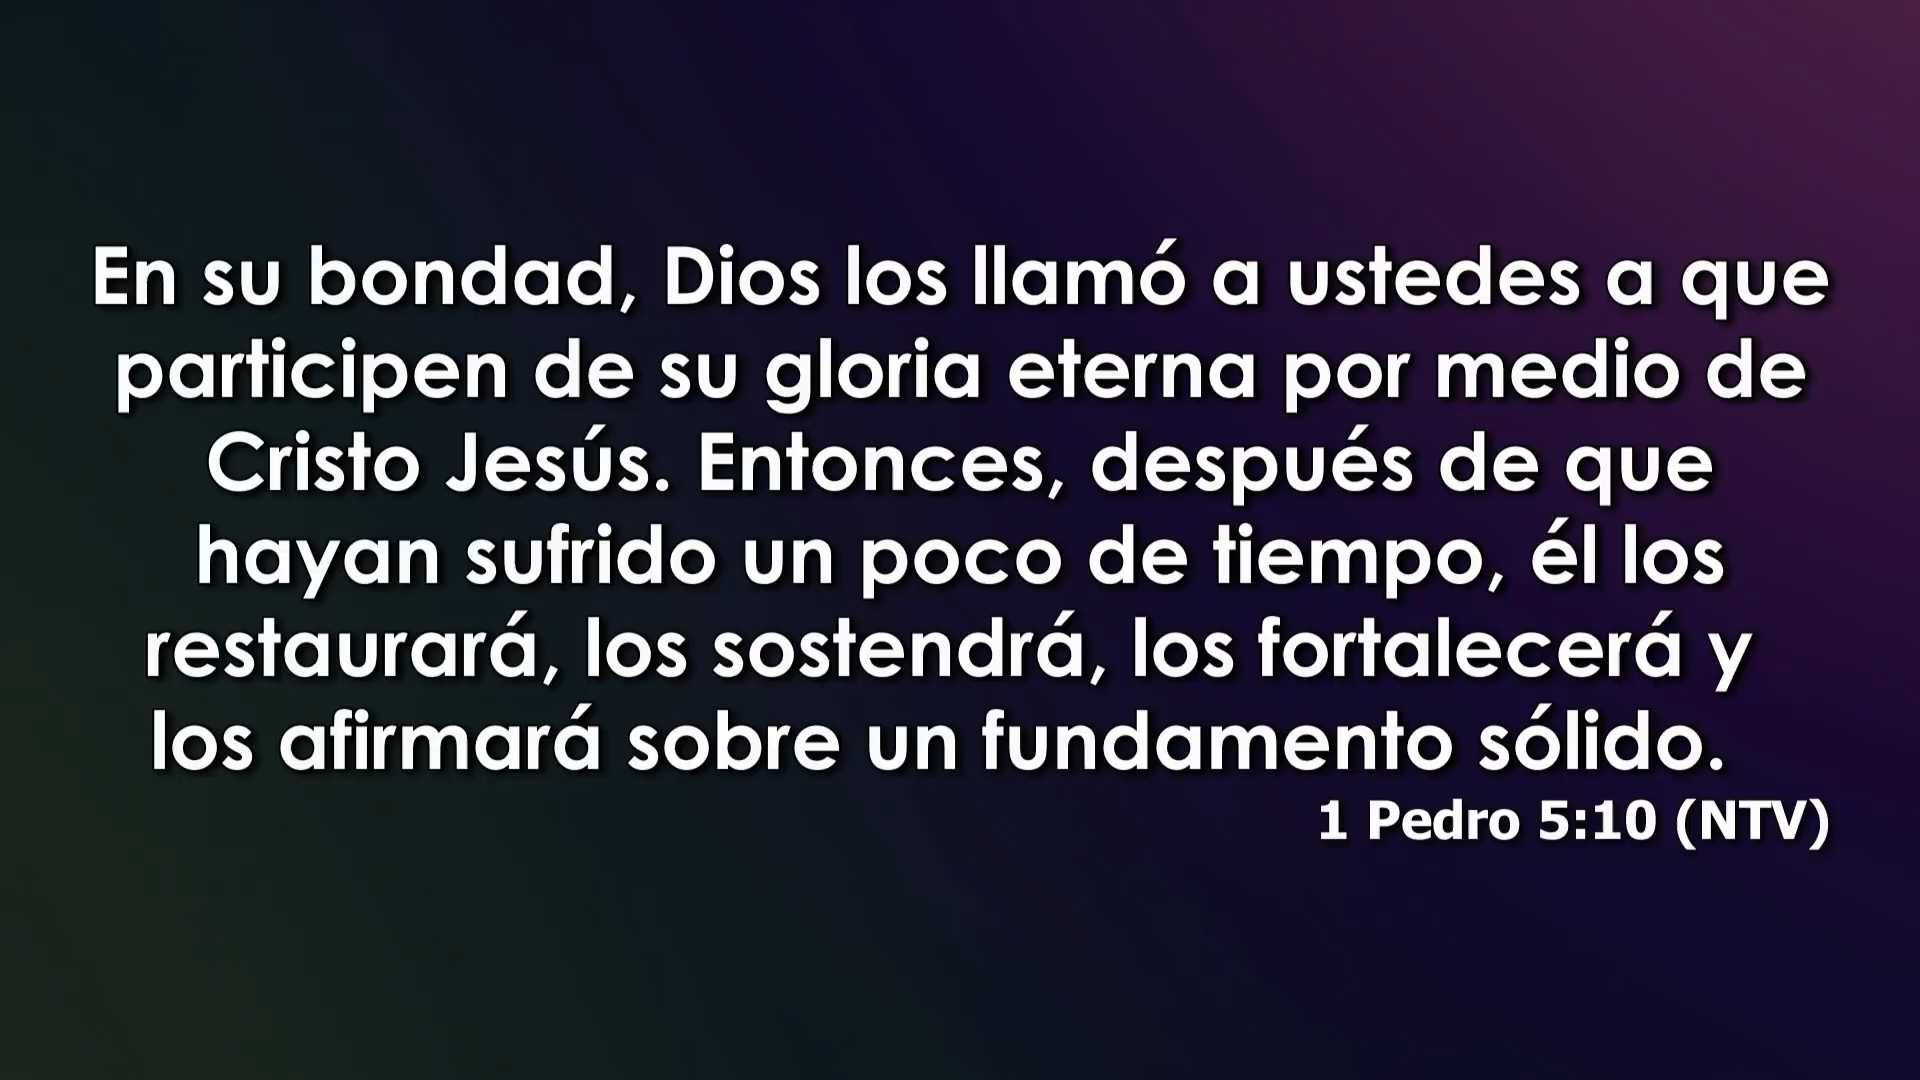 En su bondad, Dios los llamó a ustedes a que
participen de su gloria eterna por medio de
Cristo Jesús. Entonces, después de que
hayan sufrido un poco de tiempo, él los
restaurará, los sostendrá, los fortalecerá y
los afirmará sobre un fundamento sólido.
1 Pedro 5:10 (NTV)